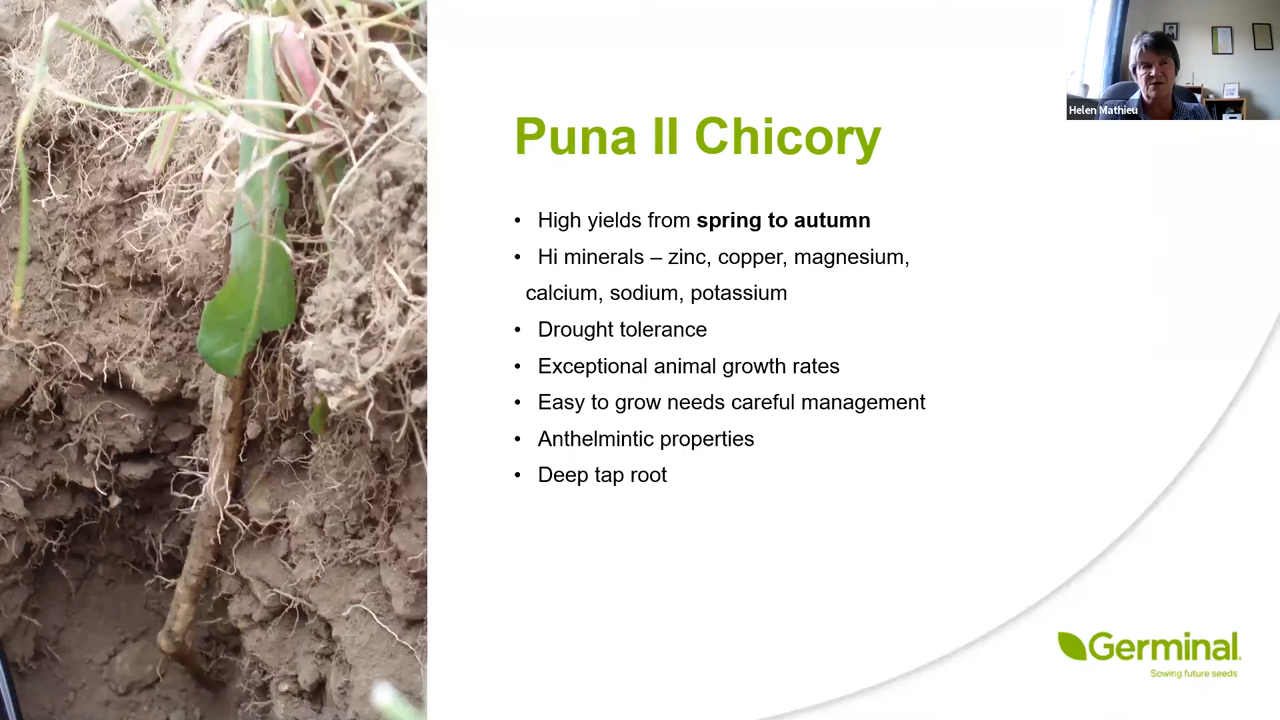 Helen Mathieu
Puna II Chicory
• High yields from spring to autumn
• Hi minerals – zinc, copper, magnesium,
calcium, sodium, potassium
• Drought tolerance
• Exceptional animal growth rates
• Easy to grow needs careful management
• Anthelmintic properties
• Deep tap root
Germinal
Sowing future seeds